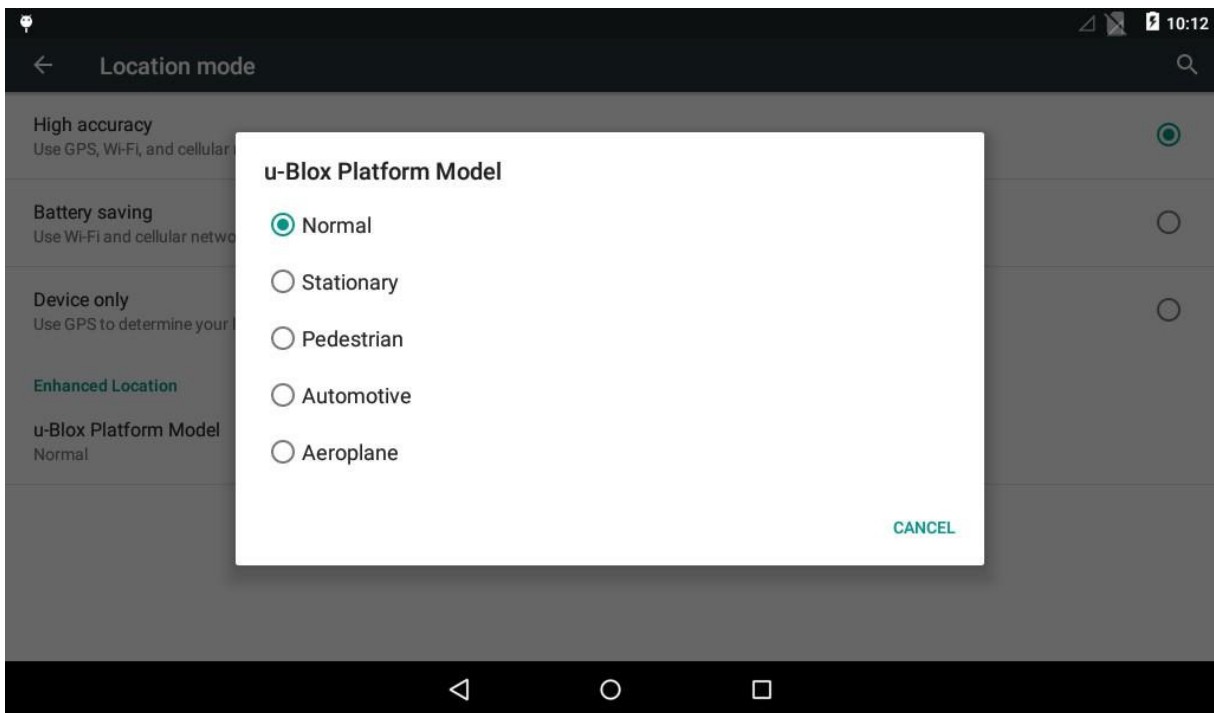 10:12
Location mode
High accuracy
Use GPS, Wi-Fi, and cellular
Battery saving
Use Wi-Fi and cellular
Device only
Use GPS to determine your
Enhanced Location
u-Blox Platform Model
Normal
u-Blox Platform Model
Normal
Stationary
Pedestrian
Automotive
Aeroplane
CANCEL